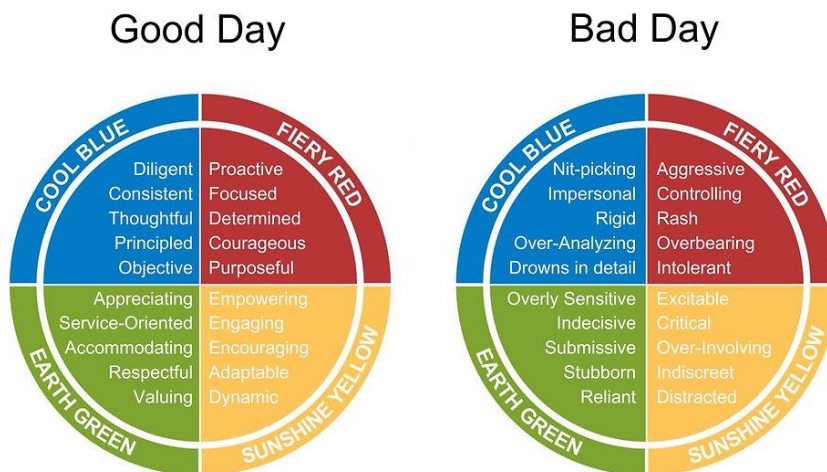 Good Day
COOL BLUE
FIERY RED
Diligent
Consistent
Thoughtful
Principled
Objective
Proactive
Focused
Determined
Courageous
Purposeful
Appreciating
Service-Oriented
Accommodating
Respectful
Valuing
Empowering
Engaging
Encouraging
Adaptable
Dynamic
EARTH GREEN
SUNSHINE YELLOW
Bad Day
COOL BLUE
FIERY RED
Nit-picking
Impersonal
Rigid
Over-Analyzing
Drowns in detail
Aggressive
Controlling
Rash
Overbearing
Intolerant
Overly Sensitive
Indecisive
Submissive
Stubborn
Reliant
Excitable
Critical
Over-Involving
Indiscreet
Distracted
EARTH GREEN
SUNSHINE YELLOW